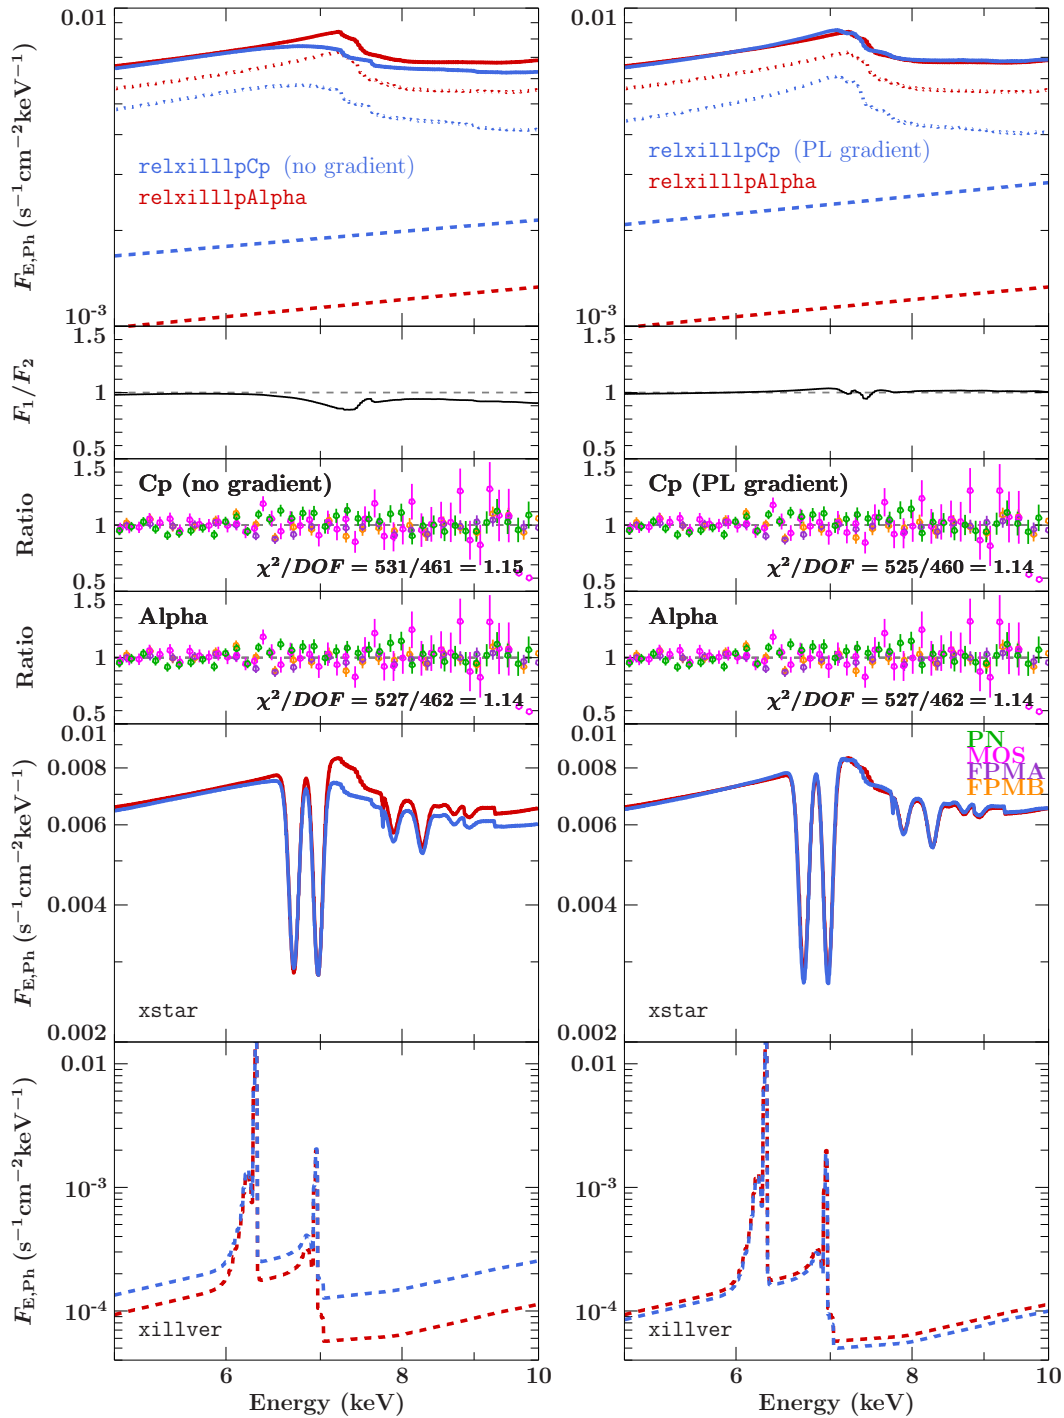 0.01
F_E,Ph (s⁻¹cm⁻²keV⁻¹)
relxilllpCp (no gradient)
relxilllpAlpha
10⁻³
relxilllpCp (PL gradient)
relxilllpAlpha
10⁻³
1.5
F₁/F₂
1
0.5
1.5
1
0.5
1.5
Ratio
1
0.5
Cp (no gradient)
χ²/DOF = 531/461 = 1.15
1.5
1
0.5
Cp (PL gradient)
χ²/DOF = 525/460 = 1.14
1.5
Ratio
1
0.5
Alpha
χ²/DOF = 527/462 = 1.14
1.5
1
0.5
Alpha
χ²/DOF = 527/462 = 1.14
0.01
0.008
0.006
0.004
0.002
F_E,Ph (s⁻¹cm⁻²keV⁻¹)
xstar
0.01
0.008
0.006
0.004
0.002
PN
MOS
FPMA
FPMB
xstar
0.01
10⁻³
10⁻⁴
F_E,Ph (s⁻¹cm⁻²keV⁻¹)
xillver
0.01
10⁻³
10⁻⁴
xillver
6
8
10
Energy (keV)
6
8
10
Energy (keV)
0.01